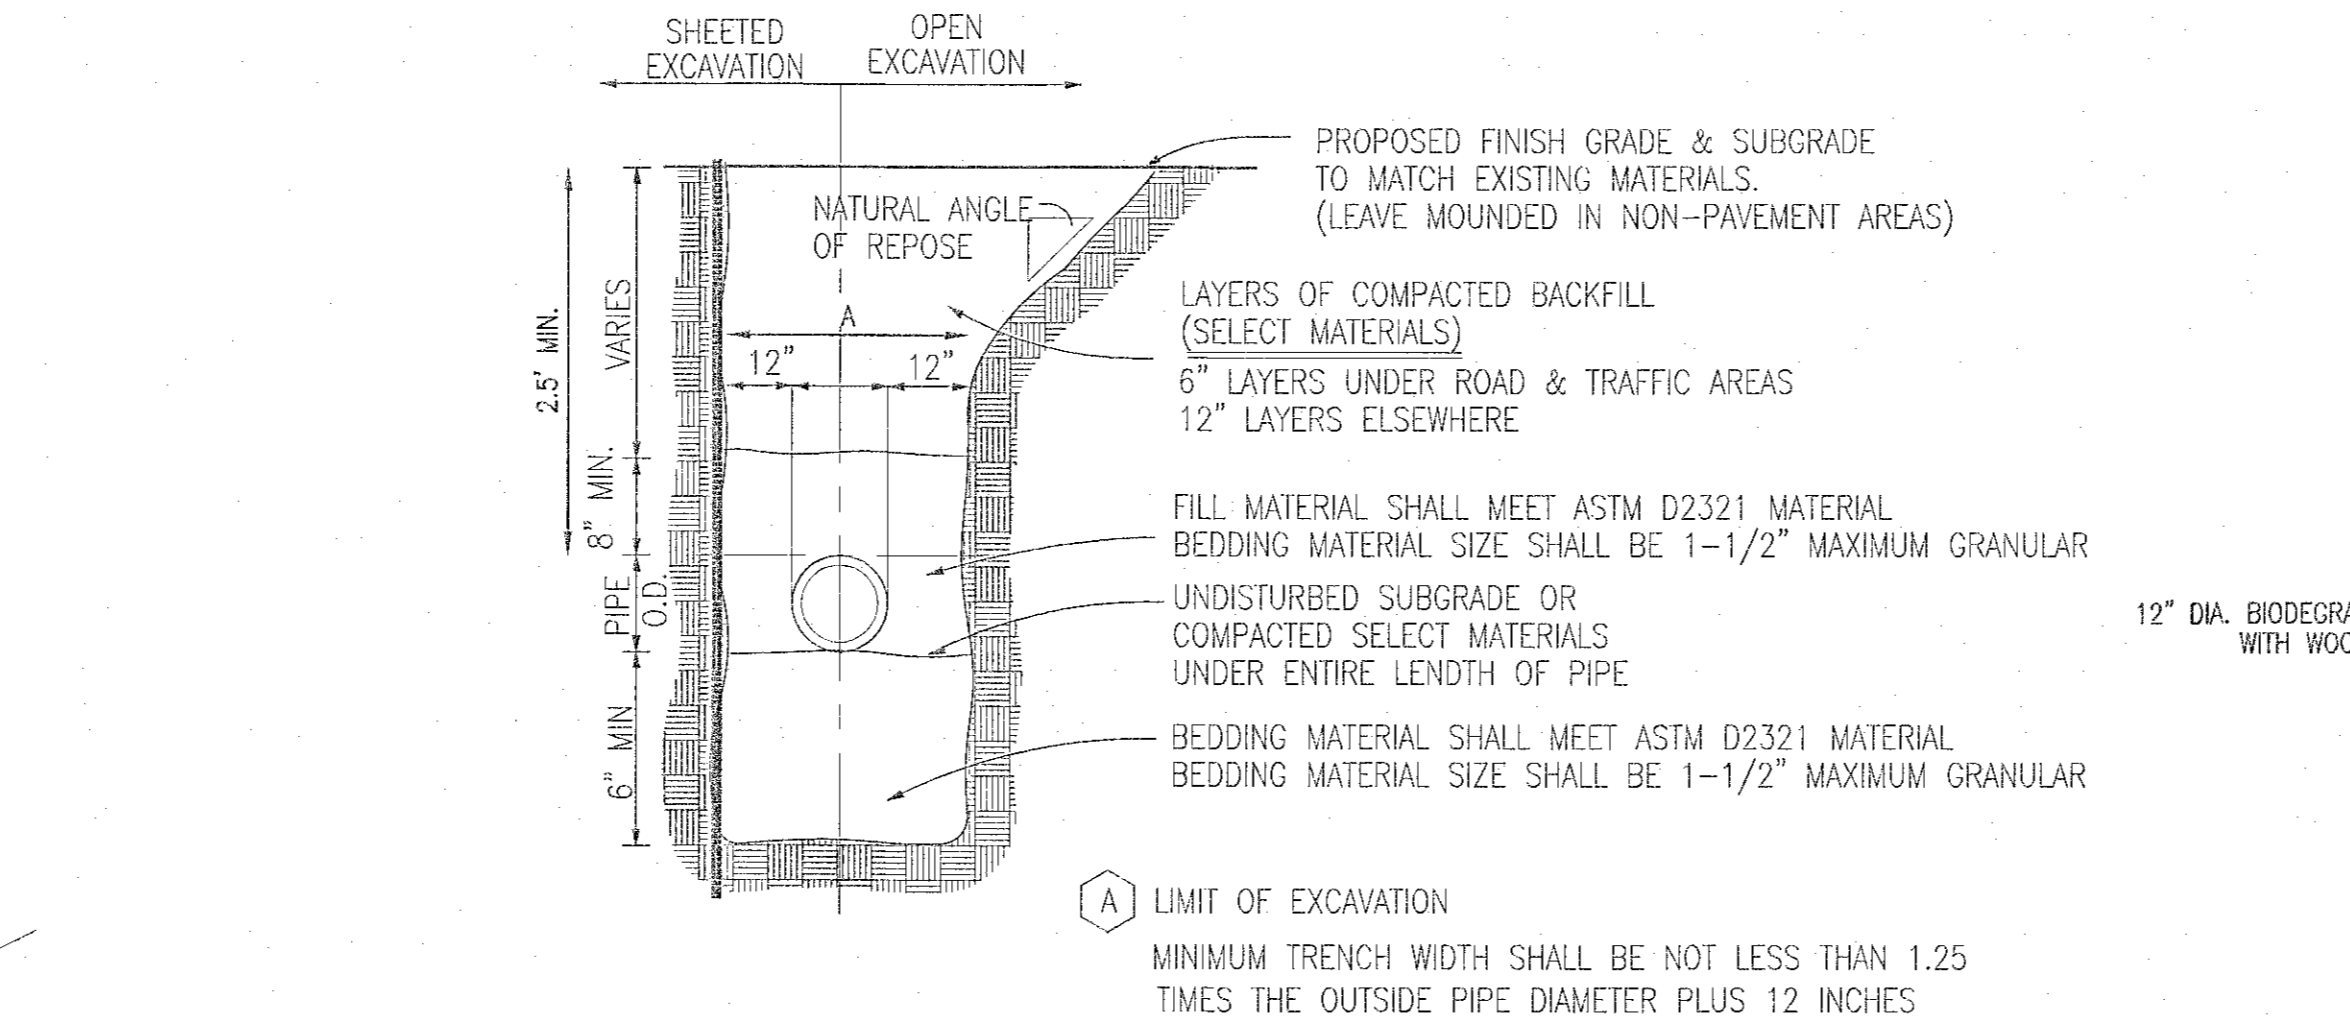 SHEETED
EXCAVATION
OPEN
EXCAVATION
PROPOSED FINISH GRADE & SUBGRADE
TO MATCH EXISTING MATERIALS.
(LEAVE MOUNDED IN NON-PAVEMENT AREAS)
NATURAL ANGLE
OF REPOSE
2.5' MIN.
VARIES
A
12"
12"
LAYERS OF COMPACTED BACKFILL
(SELECT MATERIALS)
6" LAYERS UNDER ROAD & TRAFFIC AREAS
12" LAYERS ELSEWHERE
8" MIN.
FILL MATERIAL SHALL MEET ASTM D2321 MATERIAL
BEDDING MATERIAL SIZE SHALL BE 1-1/2" MAXIMUM GRANULAR
PIPE
O.D.
UNDISTURBED SUBGRADE OR
COMPACTED SELECT MATERIALS
UNDER ENTIRE LENDTH OF PIPE
12" DIA. BIODEGRA
WITH WOO
6" MIN
BEDDING MATERIAL SHALL MEET ASTM D2321 MATERIAL
BEDDING MATERIAL SIZE SHALL BE 1-1/2" MAXIMUM GRANULAR
A LIMIT OF EXCAVATION
MINIMUM TRENCH WIDTH SHALL BE NOT LESS THAN 1.25
TIMES THE OUTSIDE PIPE DIAMETER PLUS 12 INCHES